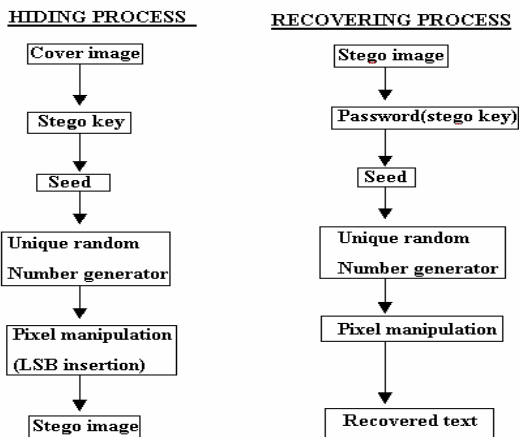 HIDING PROCESS
Cover image
Stego key
Seed
Unique random
Number generator
Pixel manipulation
(LSB insertion)
Stego image
RECOVERING PROCESS
Stego image
Password(stego key)
Seed
Unique random
Number generator
Pixel manipulation
Recovered text